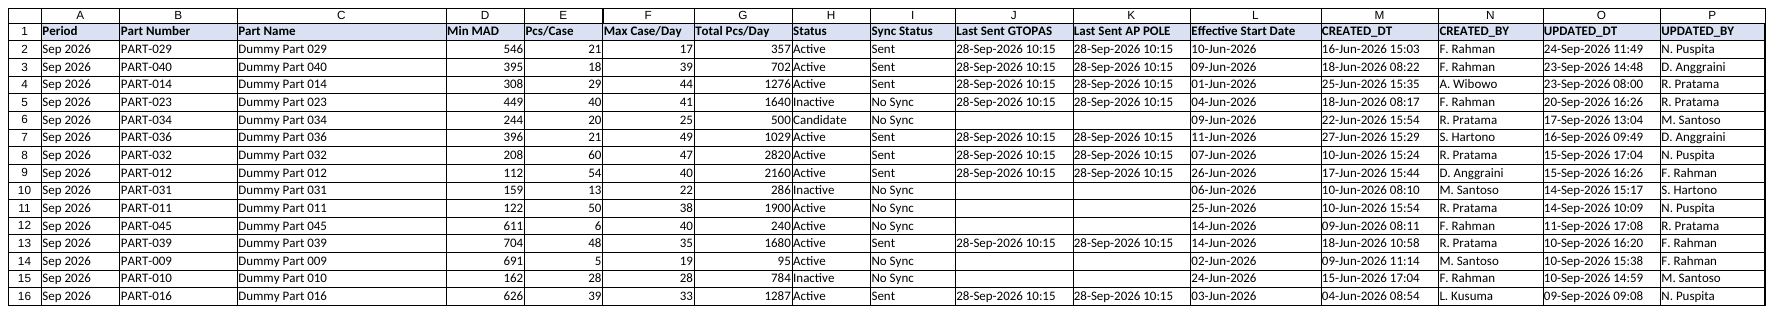 A B C D E F G H I J K L M N O P
1 Period Part Number Part Name Min MAD Pcs/Case Max Case/Day Total Pcs/Day Status Sync Status Last Sent GTOPAS Last Sent AP POLE Effective Start Date CREATED_DT CREATED_BY UPDATED_DT UPDATED_BY
2 Sep 2026 PART-029 Dummy Part 029 546 21 17 357 Active Sent 28-Sep-2026 10:15 28-Sep-2026 10:15 10-Jun-2026 16-Jun-2026 15:03 F. Rahman 24-Sep-2026 11:49 N. Puspita
3 Sep 2026 PART-040 Dummy Part 040 395 18 39 702 Active Sent 28-Sep-2026 10:15 28-Sep-2026 10:15 09-Jun-2026 18-Jun-2026 08:22 F. Rahman 23-Sep-2026 14:48 D. Anggraini
4 Sep 2026 PART-014 Dummy Part 014 308 29 44 1276 Active Sent 28-Sep-2026 10:15 28-Sep-2026 10:15 01-Jun-2026 25-Jun-2026 15:35 A. Wibowo 23-Sep-2026 08:00 R. Pratama
5 Sep 2026 PART-023 Dummy Part 023 449 40 41 1640 Inactive No Sync 28-Sep-2026 10:15 28-Sep-2026 10:15 04-Jun-2026 18-Jun-2026 08:17 F. Rahman 20-Sep-2026 16:26 R. Pratama
6 Sep 2026 PART-034 Dummy Part 034 244 20 25 500 Candidate No Sync 09-Jun-2026 22-Jun-2026 15:54 R. Pratama 17-Sep-2026 13:04 M. Santoso
7 Sep 2026 PART-036 Dummy Part 036 396 21 49 1029 Active Sent 28-Sep-2026 10:15 28-Sep-2026 10:15 11-Jun-2026 27-Jun-2026 15:29 S. Hartono 16-Sep-2026 09:49 D. Anggraini
8 Sep 2026 PART-032 Dummy Part 032 208 60 47 2820 Active Sent 28-Sep-2026 10:15 28-Sep-2026 10:15 07-Jun-2026 10-Jun-2026 15:24 R. Pratama 15-Sep-2026 17:04 N. Puspita
9 Sep 2026 PART-012 Dummy Part 012 112 54 40 2160 Active Sent 28-Sep-2026 10:15 28-Sep-2026 10:15 26-Jun-2026 17-Jun-2026 15:44 D. Anggraini 15-Sep-2026 16:26 F. Rahman
10 Sep 2026 PART-031 Dummy Part 031 159 13 22 286 Inactive No Sync 06-Jun-2026 10-Jun-2026 08:10 M. Santoso 14-Sep-2026 15:17 S. Hartono
11 Sep 2026 PART-011 Dummy Part 011 122 50 38 1900 Active No Sync 25-Jun-2026 10-Jun-2026 15:54 R. Pratama 14-Sep-2026 10:09 N. Puspita
12 Sep 2026 PART-045 Dummy Part 045 611 6 40 240 Active No Sync 14-Jun-2026 09-Jun-2026 08:11 F. Rahman 11-Sep-2026 17:08 R. Pratama
13 Sep 2026 PART-039 Dummy Part 039 704 48 35 1680 Active Sent 28-Sep-2026 10:15 28-Sep-2026 10:15 14-Jun-2026 18-Jun-2026 10:58 R. Pratama 10-Sep-2026 16:20 F. Rahman
14 Sep 2026 PART-009 Dummy Part 009 691 5 19 95 Active No Sync 02-Jun-2026 09-Jun-2026 11:14 M. Santoso 10-Sep-2026 15:38 F. Rahman
15 Sep 2026 PART-010 Dummy Part 010 162 28 28 784 Inactive No Sync 24-Jun-2026 15-Jun-2026 17:04 F. Rahman 10-Sep-2026 14:59 M. Santoso
16 Sep 2026 PART-016 Dummy Part 016 626 39 33 1287 Active Sent 28-Sep-2026 10:15 28-Sep-2026 10:15 03-Jun-2026 04-Jun-2026 08:54 L. Kusuma 09-Sep-2026 09:08 N. Puspita